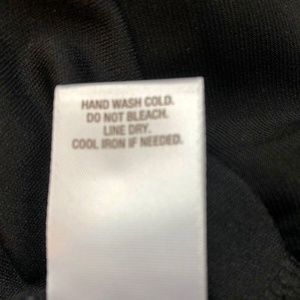 HAND WASH COLD.
DO NOT BLEACH.
LINE DRY.
COOL IRON IF NEEDED.